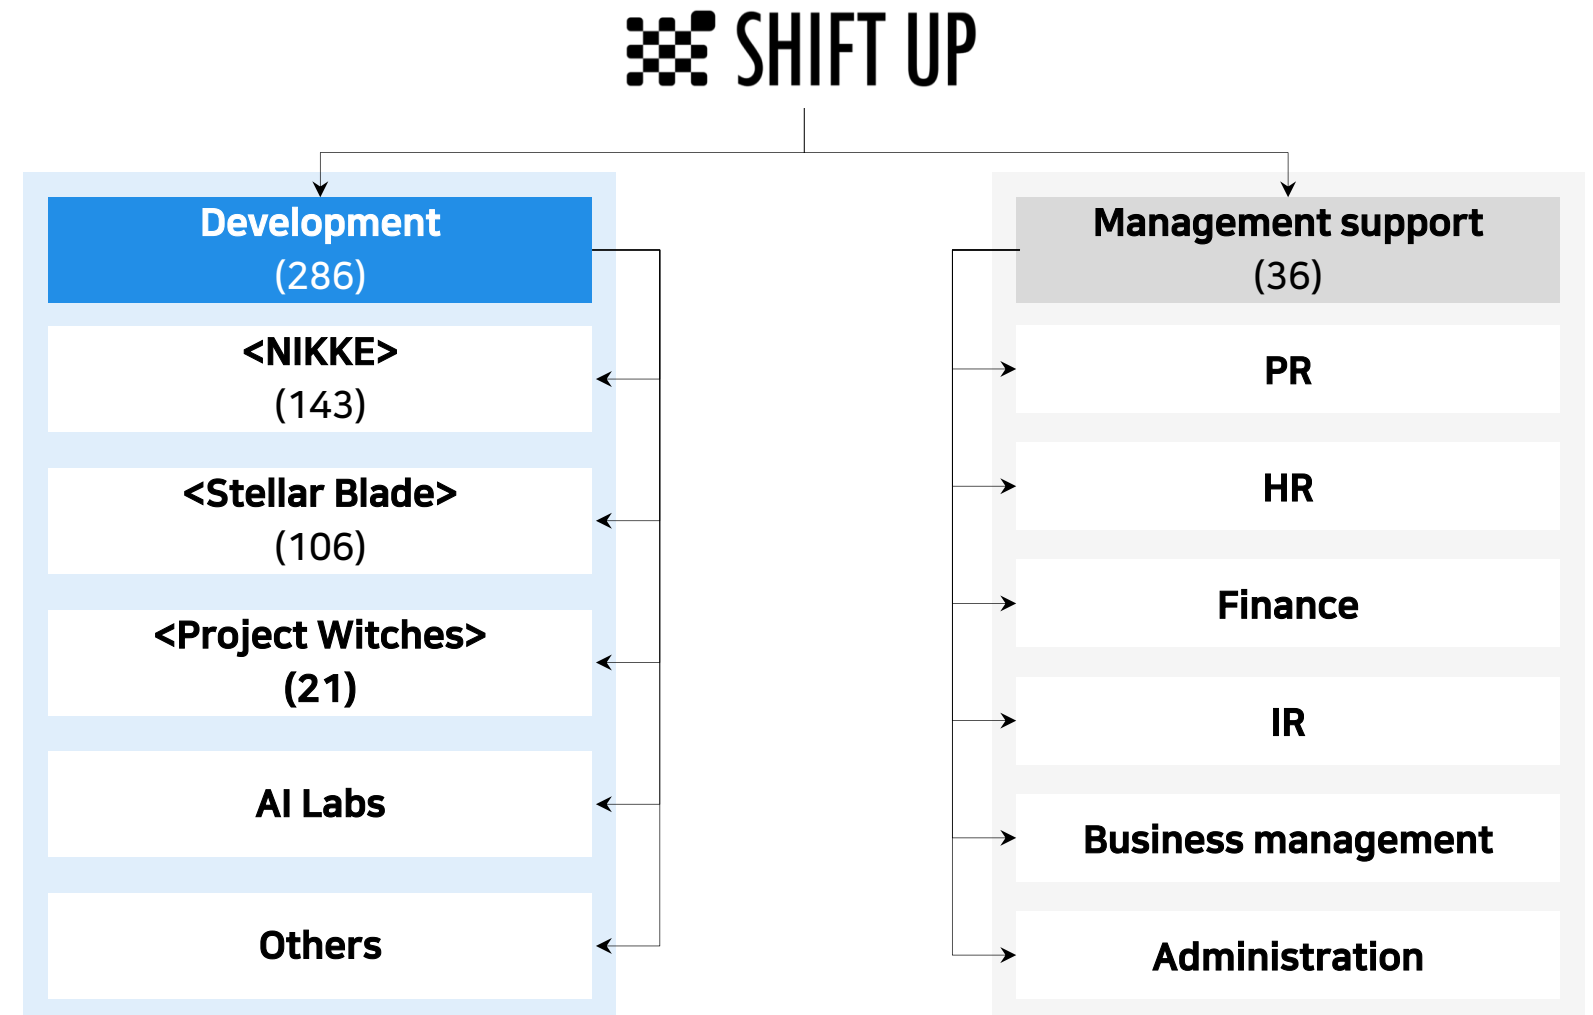 SHIFT UP
Development
(286)
<NIKKE>
(143)
<Stellar Blade>
(106)
<Project Witches>
(21)
AI Labs
Others
Management support
(36)
PR
HR
Finance
IR
Business management
Administration